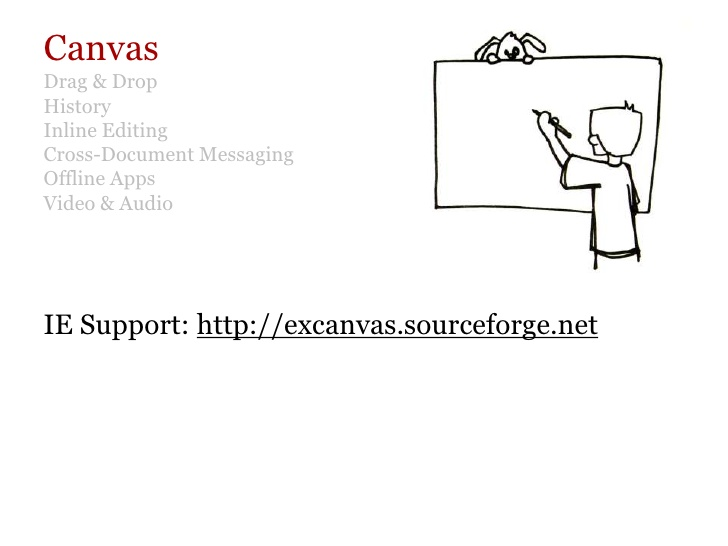 Canvas
Drag & Drop
History
Inline Editing
Cross-Document Messaging
Offline Apps
Video & Audio
IE Support: http://excanvas.sourceforge.net